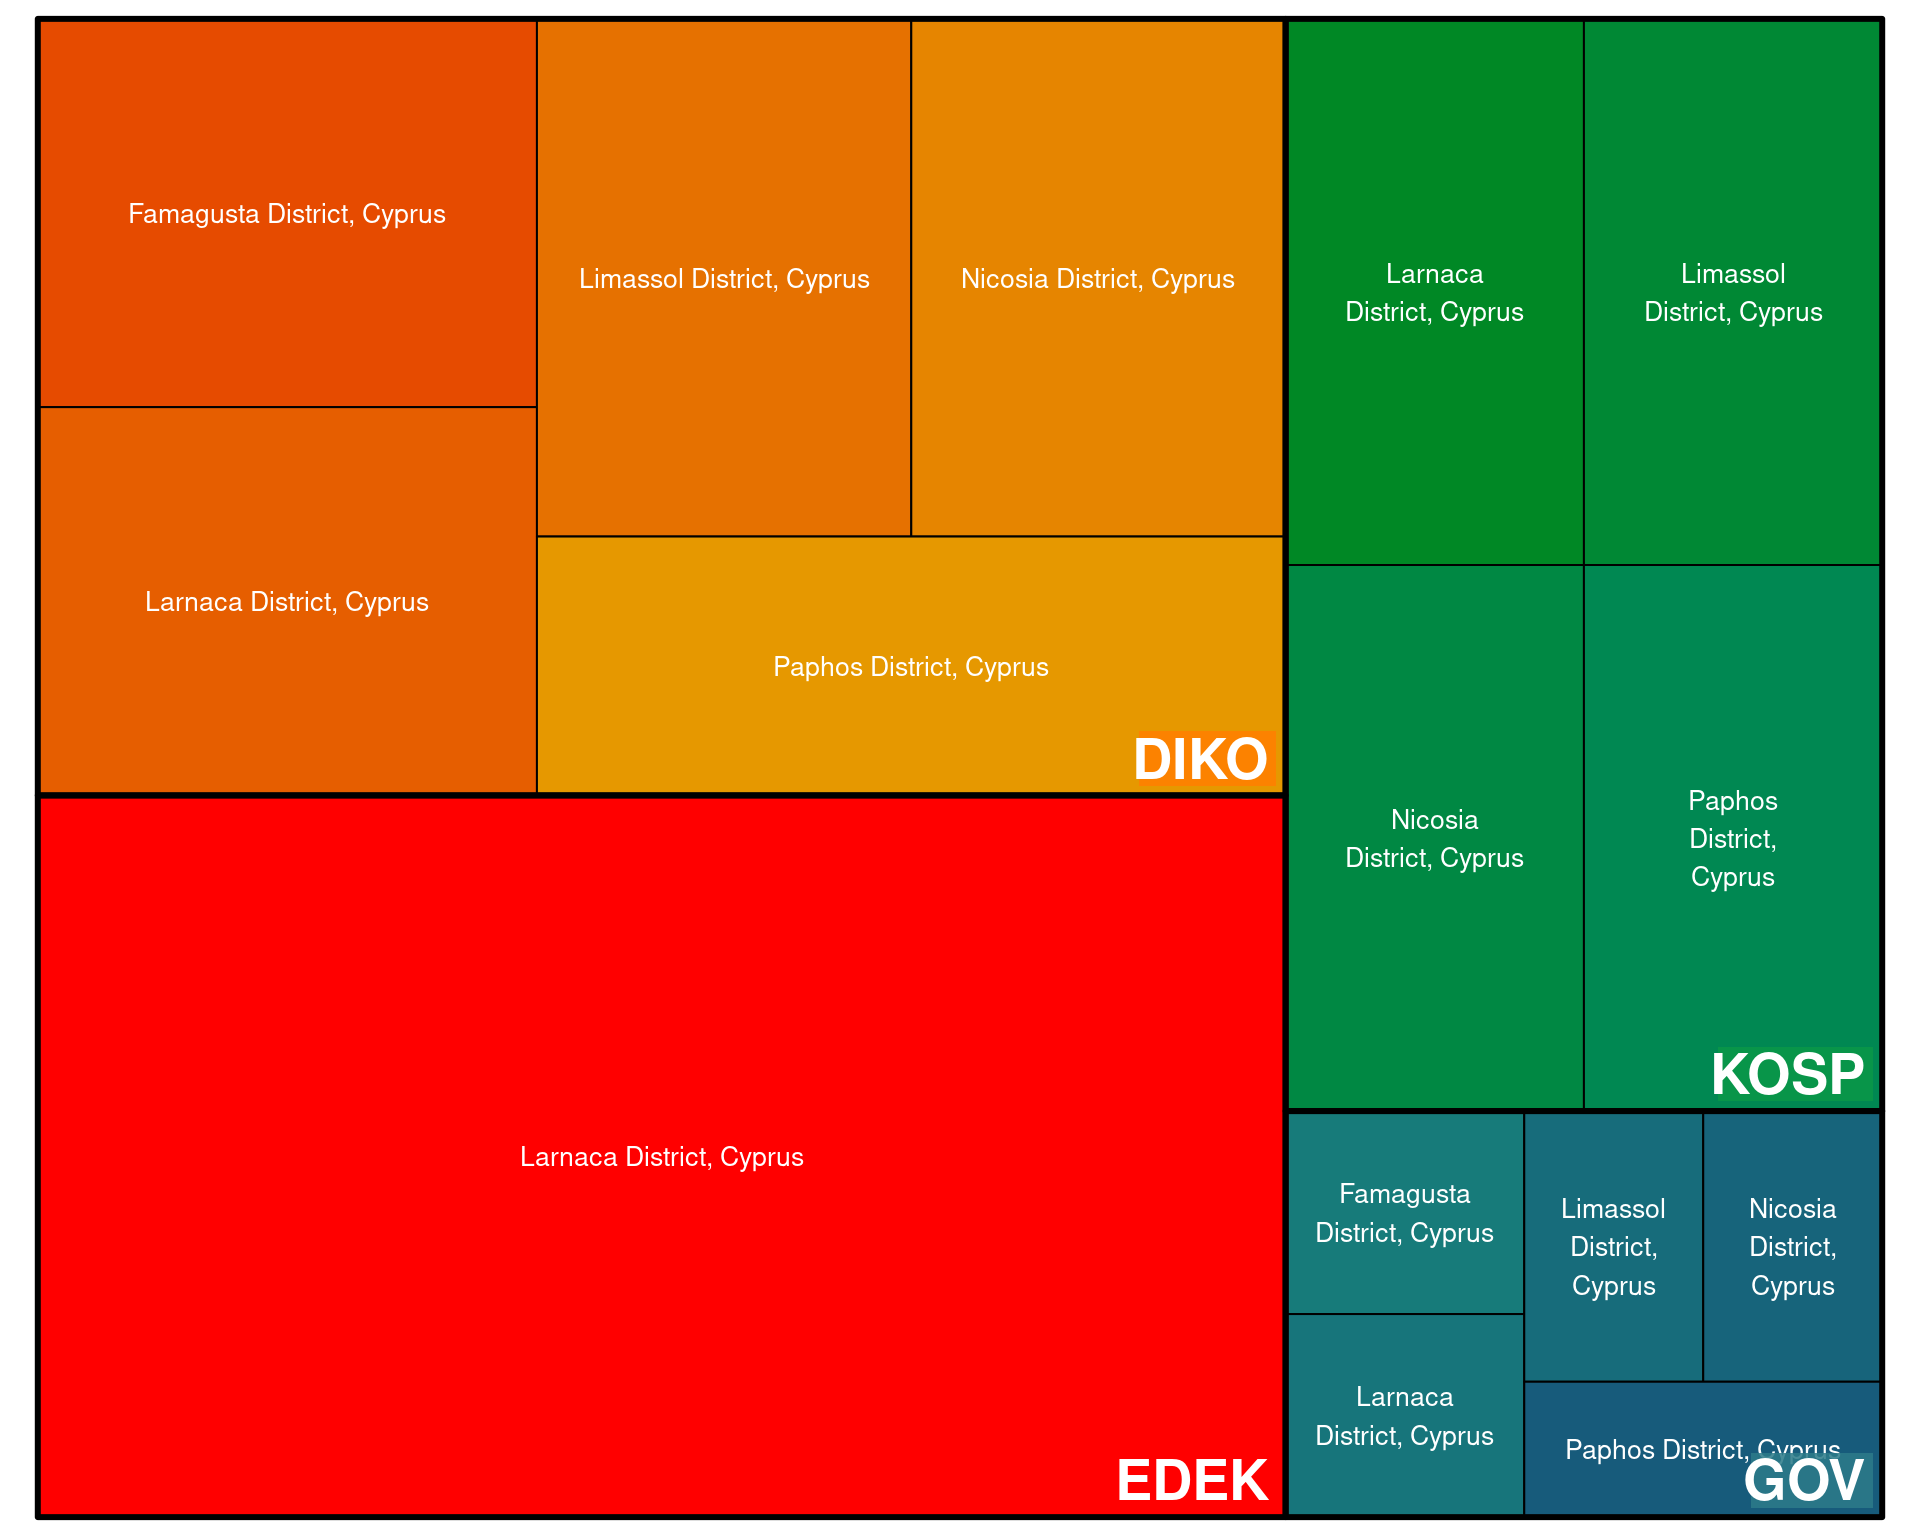 Famagusta District, Cyprus
Larnaca District, Cyprus
Limassol District, Cyprus
Nicosia District, Cyprus
Paphos District, Cyprus
DIKO
Larnaca District, Cyprus
EDEK
Larnaca
District, Cyprus
Limassol
District, Cyprus
Nicosia
District, Cyprus
Paphos
District,
Cyprus
KOSP
Famagusta
District, Cyprus
Larnaca
District, Cyprus
Limassol
District,
Cyprus
Nicosia
District,
Cyprus
Paphos District, Cyprus
GOV